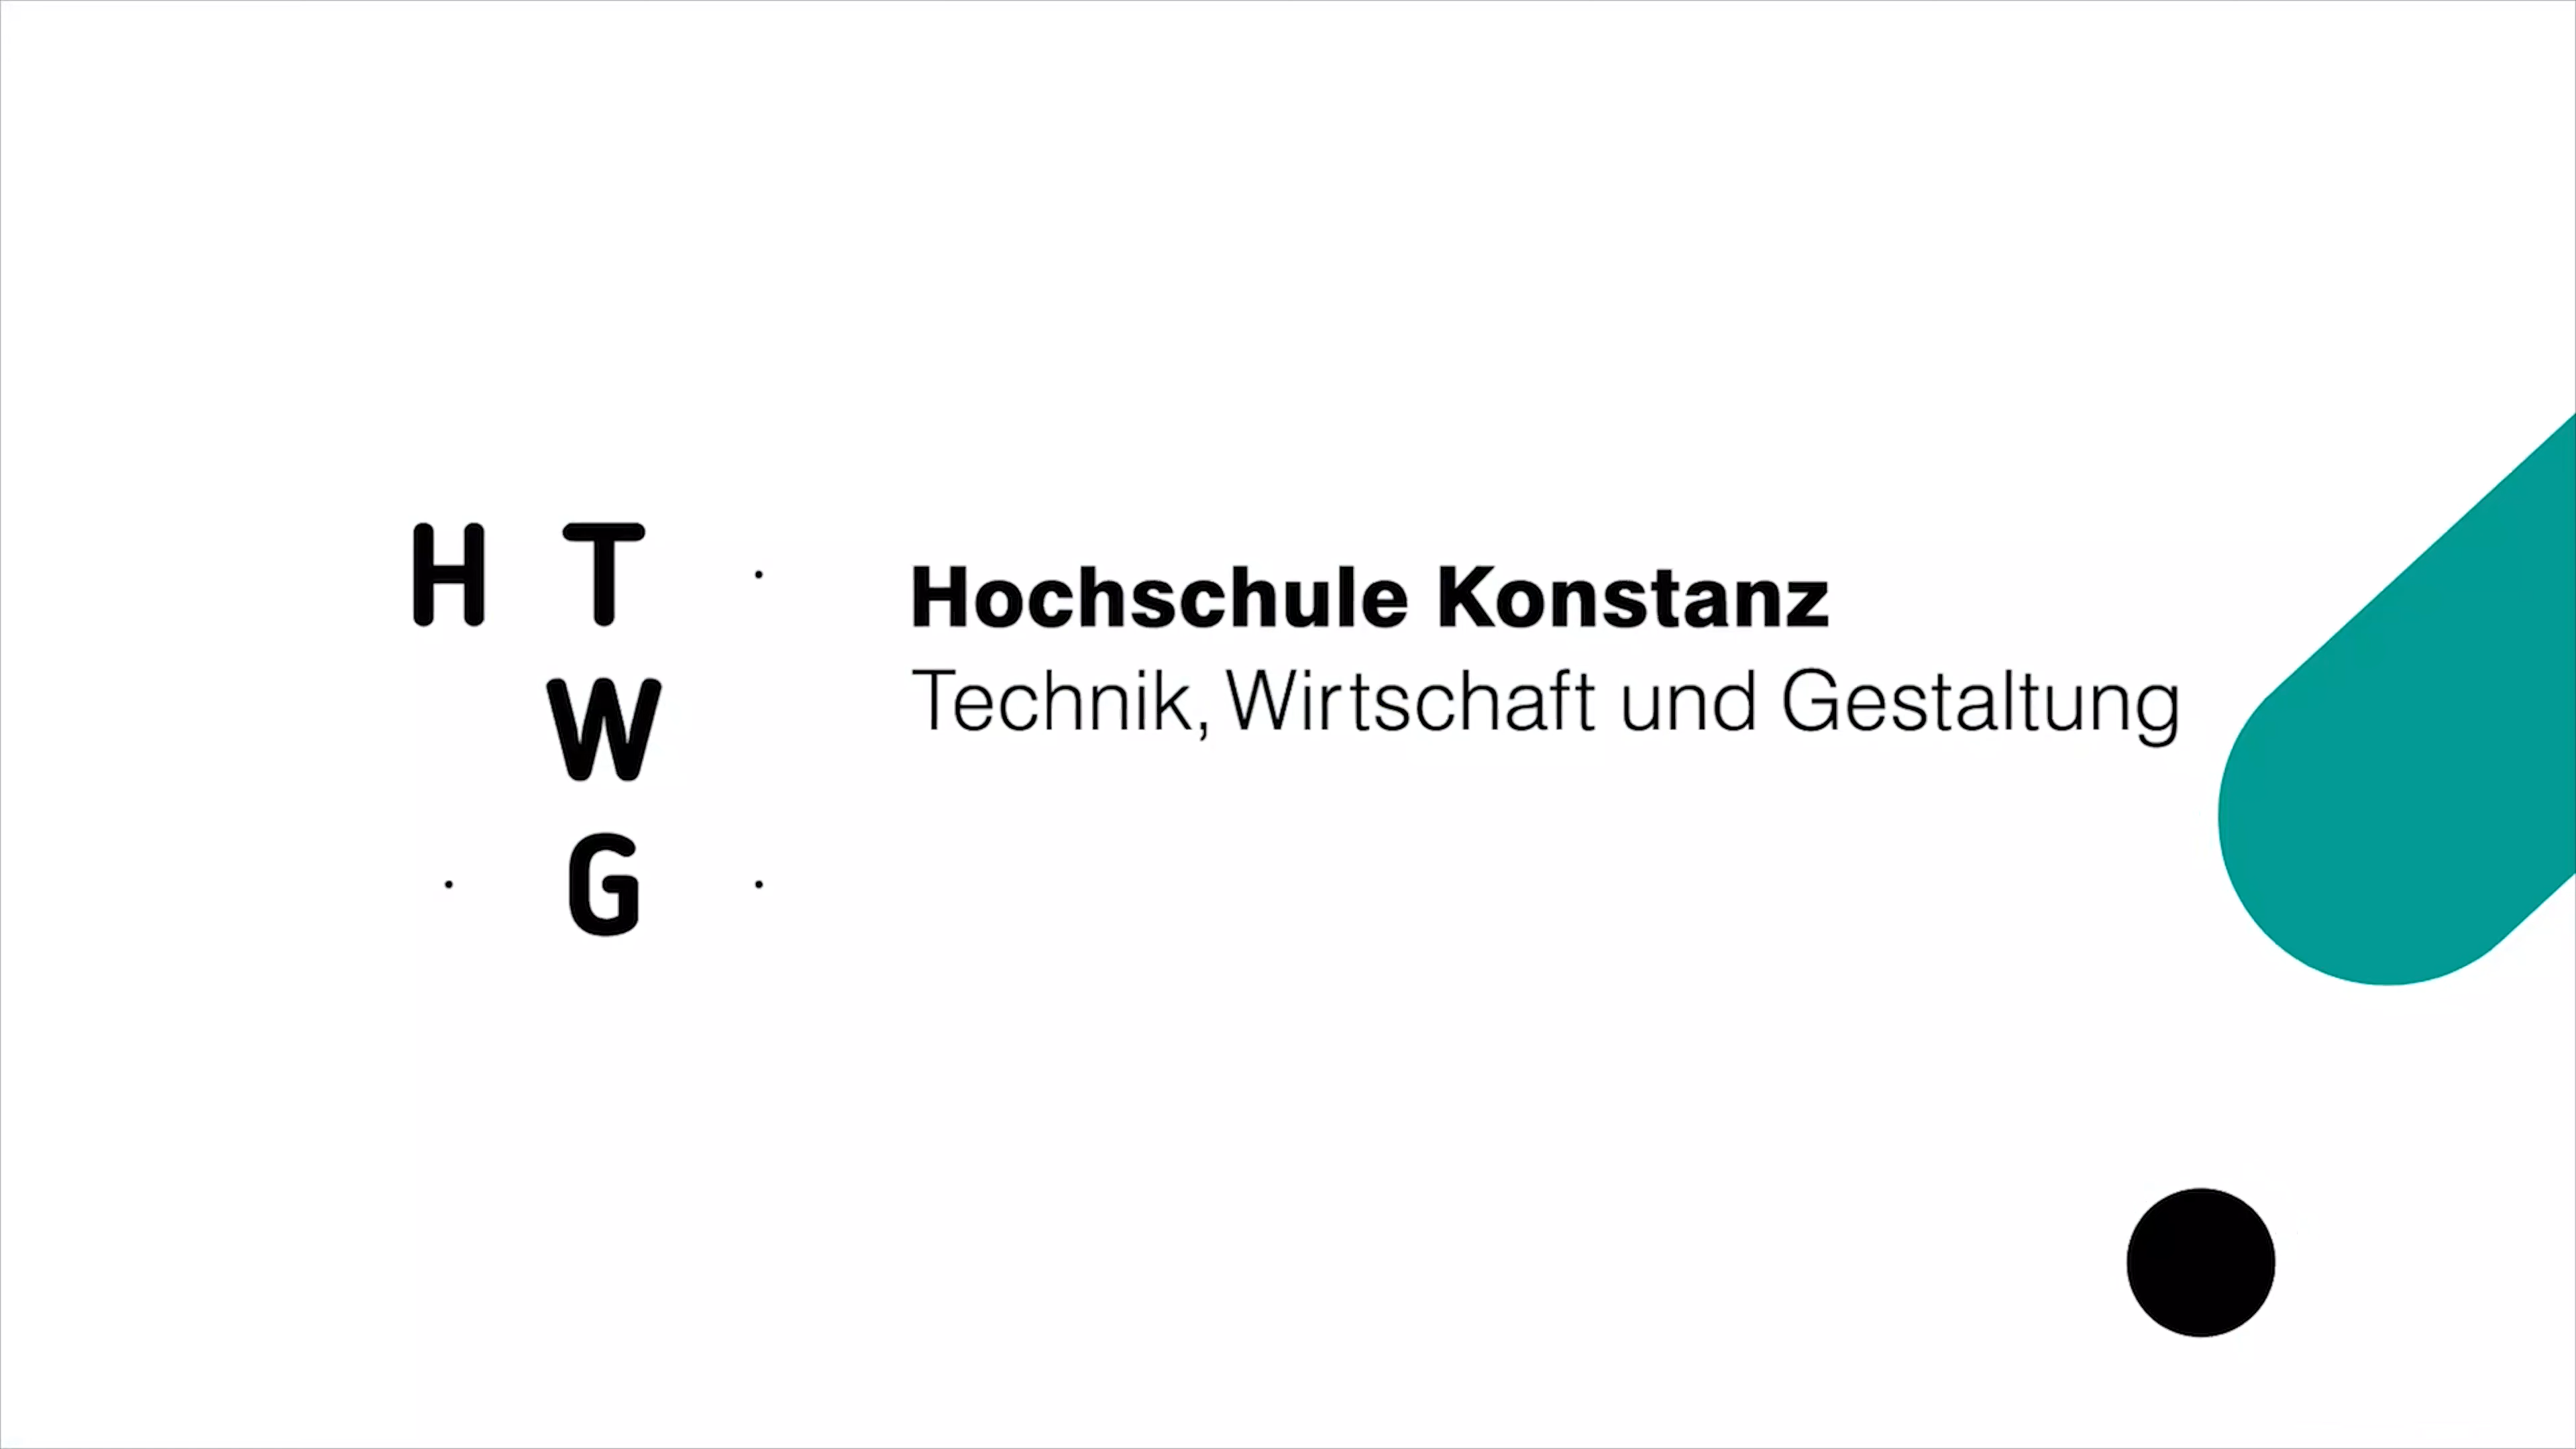 H T
W
G
Hochschule Konstanz
Technik, Wirtschaft und Gestaltung